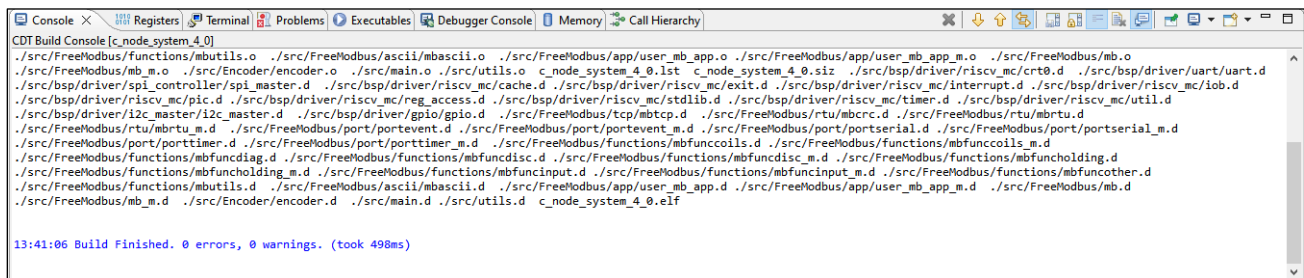 Console Registers Terminal Problems Executables Debugger Console Memory Call Hierarchy
CDT Build Console [c_node_system_4_0]
./src/FreeModbus/functions/mbutils.o ./src/FreeModbus/ascii/mbascii.o ./src/FreeModbus/app/user_mb_app.o ./src/FreeModbus/app/user_mb_app_m.o ./src/FreeModbus/mb.o
./src/FreeModbus/mb_m.o ./src/Encoder/encoder.o ./src/main.o ./src/utils.o c_node_system_4_0.lst c_node_system_4_0.siz ./src/bsp/driver/riscv_mc/crt0.d ./src/bsp/driver/uart/uart.d
./src/bsp/driver/spi_controller/spi_master.d ./src/bsp/driver/riscv_mc/cache.d ./src/bsp/driver/riscv_mc/exit.d ./src/bsp/driver/riscv_mc/interrupt.d ./src/bsp/driver/riscv_mc/iob.d
./src/bsp/driver/riscv_mc/pic.d ./src/bsp/driver/riscv_mc/reg_access.d ./src/bsp/driver/riscv_mc/stdlib.d ./src/bsp/driver/riscv_mc/timer.d ./src/bsp/driver/riscv_mc/util.d
./src/bsp/driver/i2c_master/i2c_master.d ./src/bsp/driver/gpio/gpio.d ./src/FreeModbus/tcp/mbtcp.d ./src/FreeModbus/rtu/mbcrc.d ./src/FreeModbus/rtu/mbrtu.d
./src/FreeModbus/rtu/mbrtu_m.d ./src/FreeModbus/port/portevent.d ./src/FreeModbus/port/portevent_m.d ./src/FreeModbus/port/portserial.d ./src/FreeModbus/port/portserial_m.d
./src/FreeModbus/port/porttimer.d ./src/FreeModbus/port/porttimer_m.d ./src/FreeModbus/functions/mbfunccoils.d ./src/FreeModbus/functions/mbfunccoils_m.d
./src/FreeModbus/functions/mbfuncdiag.d ./src/FreeModbus/functions/mbfuncdisc.d ./src/FreeModbus/functions/mbfuncdisc_m.d ./src/FreeModbus/functions/mbfuncholding.d
./src/FreeModbus/functions/mbfuncholding_m.d ./src/FreeModbus/functions/mbfuncinput.d ./src/FreeModbus/functions/mbfuncinput_m.d ./src/FreeModbus/functions/mbfuncother.d
./src/FreeModbus/functions/mbutils.d ./src/FreeModbus/ascii/mbascii.d ./src/FreeModbus/app/user_mb_app.d ./src/FreeModbus/app/user_mb_app_m.d ./src/FreeModbus/mb.d
./src/FreeModbus/mb_m.d ./src/Encoder/encoder.d ./src/main.d ./src/utils.d c_node_system_4_0.elf
13:41:06 Build Finished. 0 errors, 0 warnings. (took 498ms)